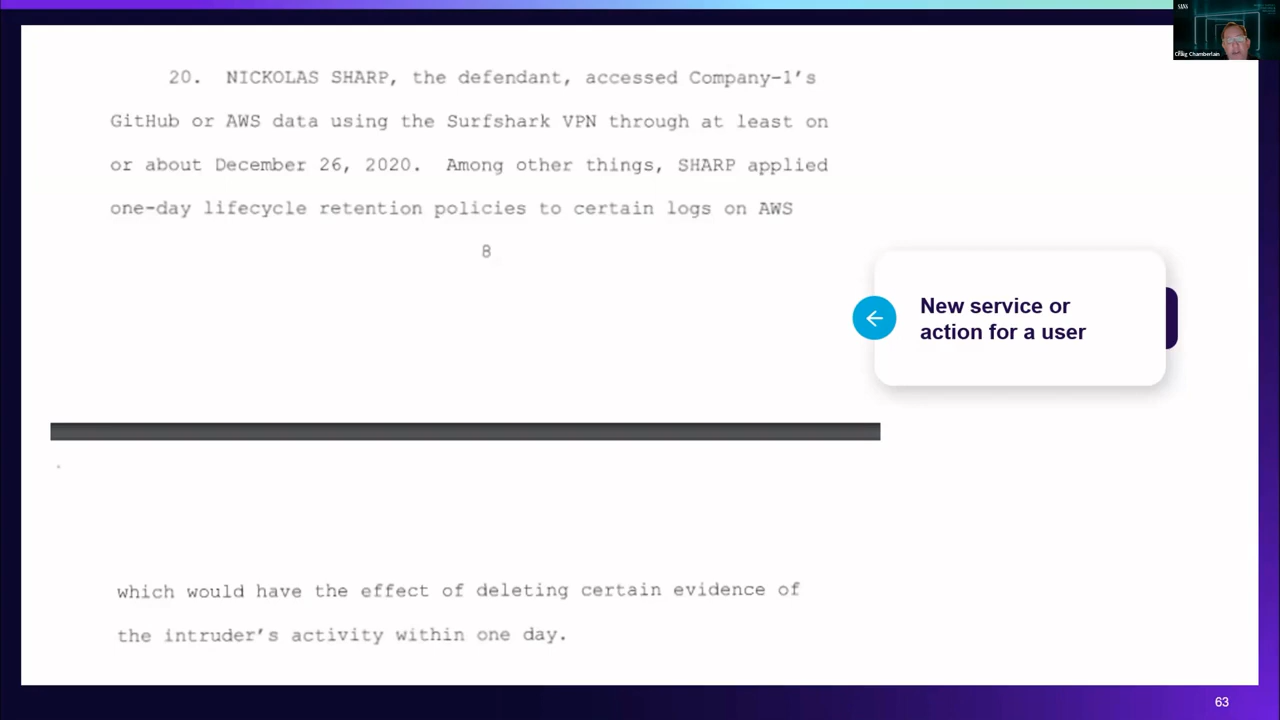 SANS
Craig Chamberlain
20. NICKOLAS SHARP, the defendant, accessed Company-1's
GitHub or AWS data using the Surfshark VPN through at least on
or about December 26, 2020. Among other things, SHARP applied
one-day lifecycle retention policies to certain logs on AWS
8
New service or
action for a user
which would have the effect of deleting certain evidence of
the intruder's activity within one day.
63